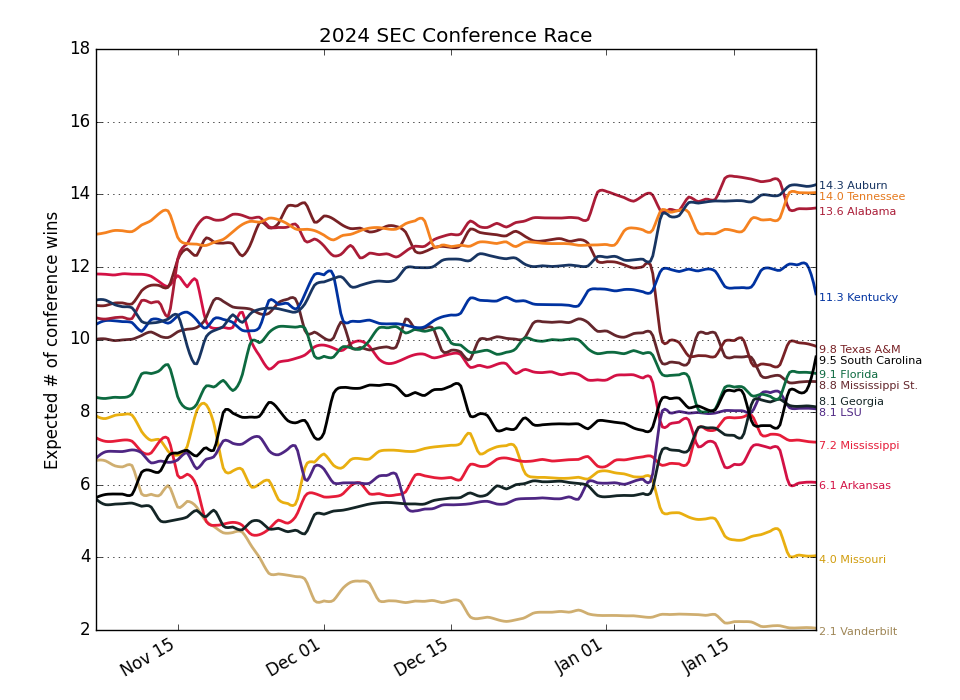 2024 SEC Conference Race
Expected # of conference wins
18
16
14
12
10
8
6
4
2
Nov 15
Dec 01
Dec 15
Jan 01
Jan 15
14.3 Auburn
14.0 Tennessee
13.6 Alabama
11.3 Kentucky
9.8 Texas A&M
9.5 South Carolina
9.1 Florida
8.8 Mississippi St.
8.1 Georgia
8.1 LSU
7.2 Mississippi
6.1 Arkansas
4.0 Missouri
2.1 Vanderbilt